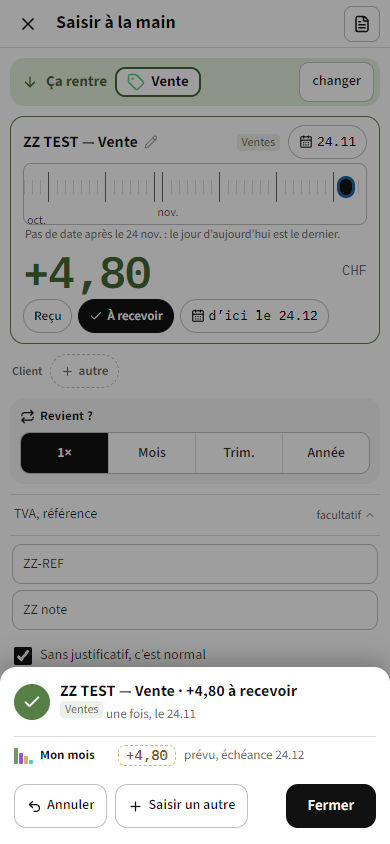 Saisir à la main
Ça rentre Vente changer
ZZ TEST — Vente Ventes 24.11
nov.
oct.
Pas de date après le 24 nov. : le jour d’aujourd’hui est le dernier.
+4,80 CHF
Reçu À recevoir d’ici le 24.12
Client + autre
Revient ?
1× Mois Trim. Année
TVA, référence facultatif
ZZ-REF
ZZ note
Sans justificatif, c’est normal
ZZ TEST — Vente · +4,80 à recevoir
Ventes une fois, le 24.11
Mon mois +4,80 prévu, échéance 24.12
Annuler + Saisir un autre Fermer